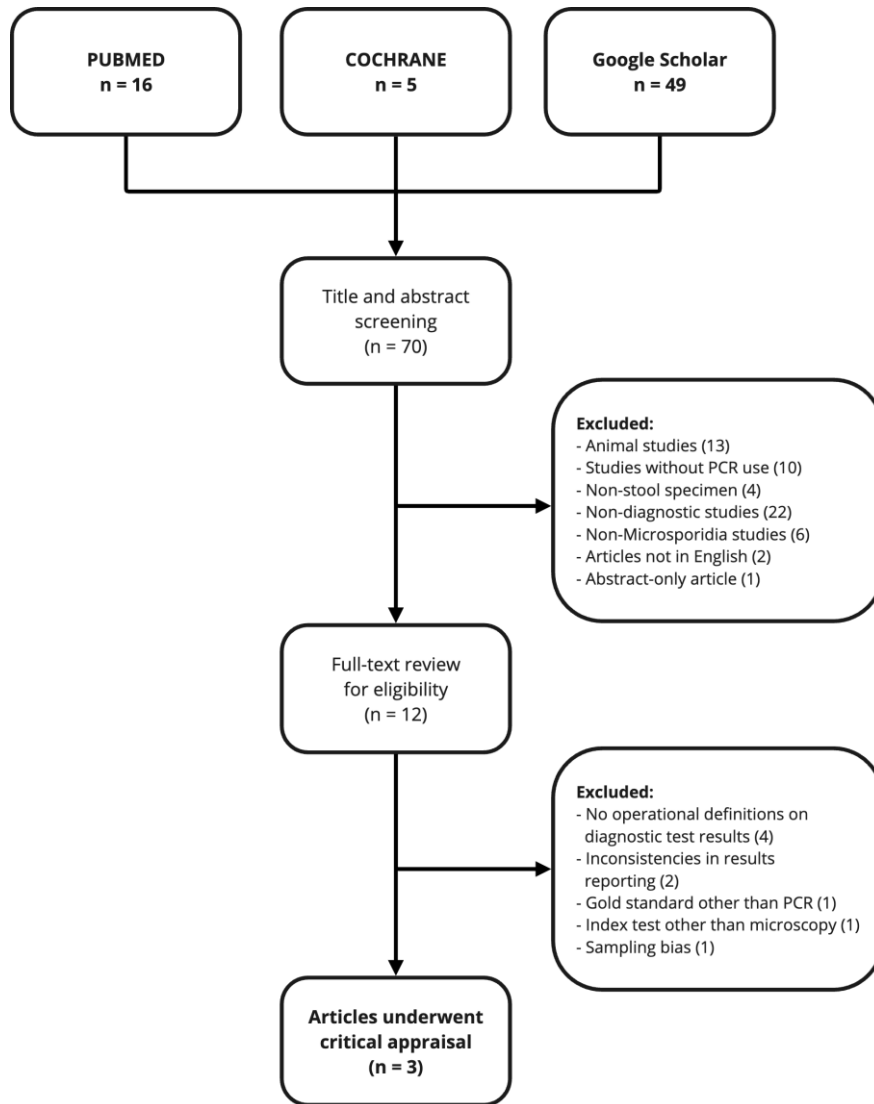 PUBMED
n = 16
COCHRANE
n = 5
Google Scholar
n = 49
Title and abstract
screening
(n = 70)
Excluded:
- Animal studies (13)
- Studies without PCR use (10)
- Non-stool specimen (4)
- Non-diagnostic studies (22)
- Non-Microsporidia studies (6)
- Articles not in English (2)
- Abstract-only article (1)
Full-text review
for eligibility
(n = 12)
Excluded:
- No operational definitions on
diagnostic test results (4)
- Inconsistencies in results
reporting (2)
- Gold standard other than PCR (1)
- Index test other than microscopy (1)
- Sampling bias (1)
Articles underwent
critical appraisal
(n = 3)